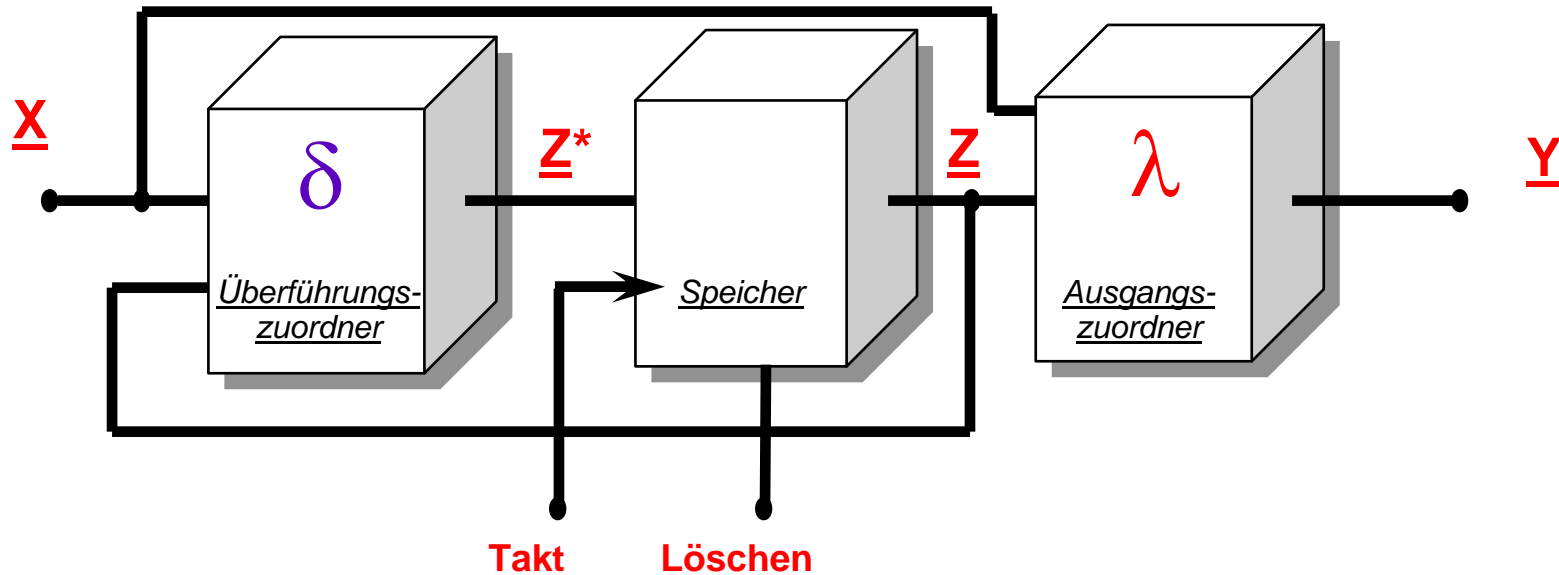 X
Z*
Z
Y
δ
λ
Überführungs-
zuordner
Speicher
Ausgangs-
zuordner
Takt
Löschen